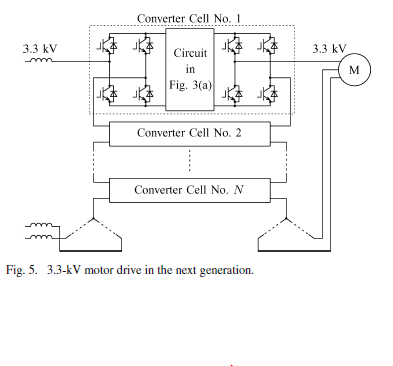 Converter Cell No. 1
3.3 kV
3.3 kV
Circuit
in
Fig. 3(a)
M
Converter Cell No. 2
Converter Cell No. N
Fig. 5. 3.3-kV motor drive in the next generation.